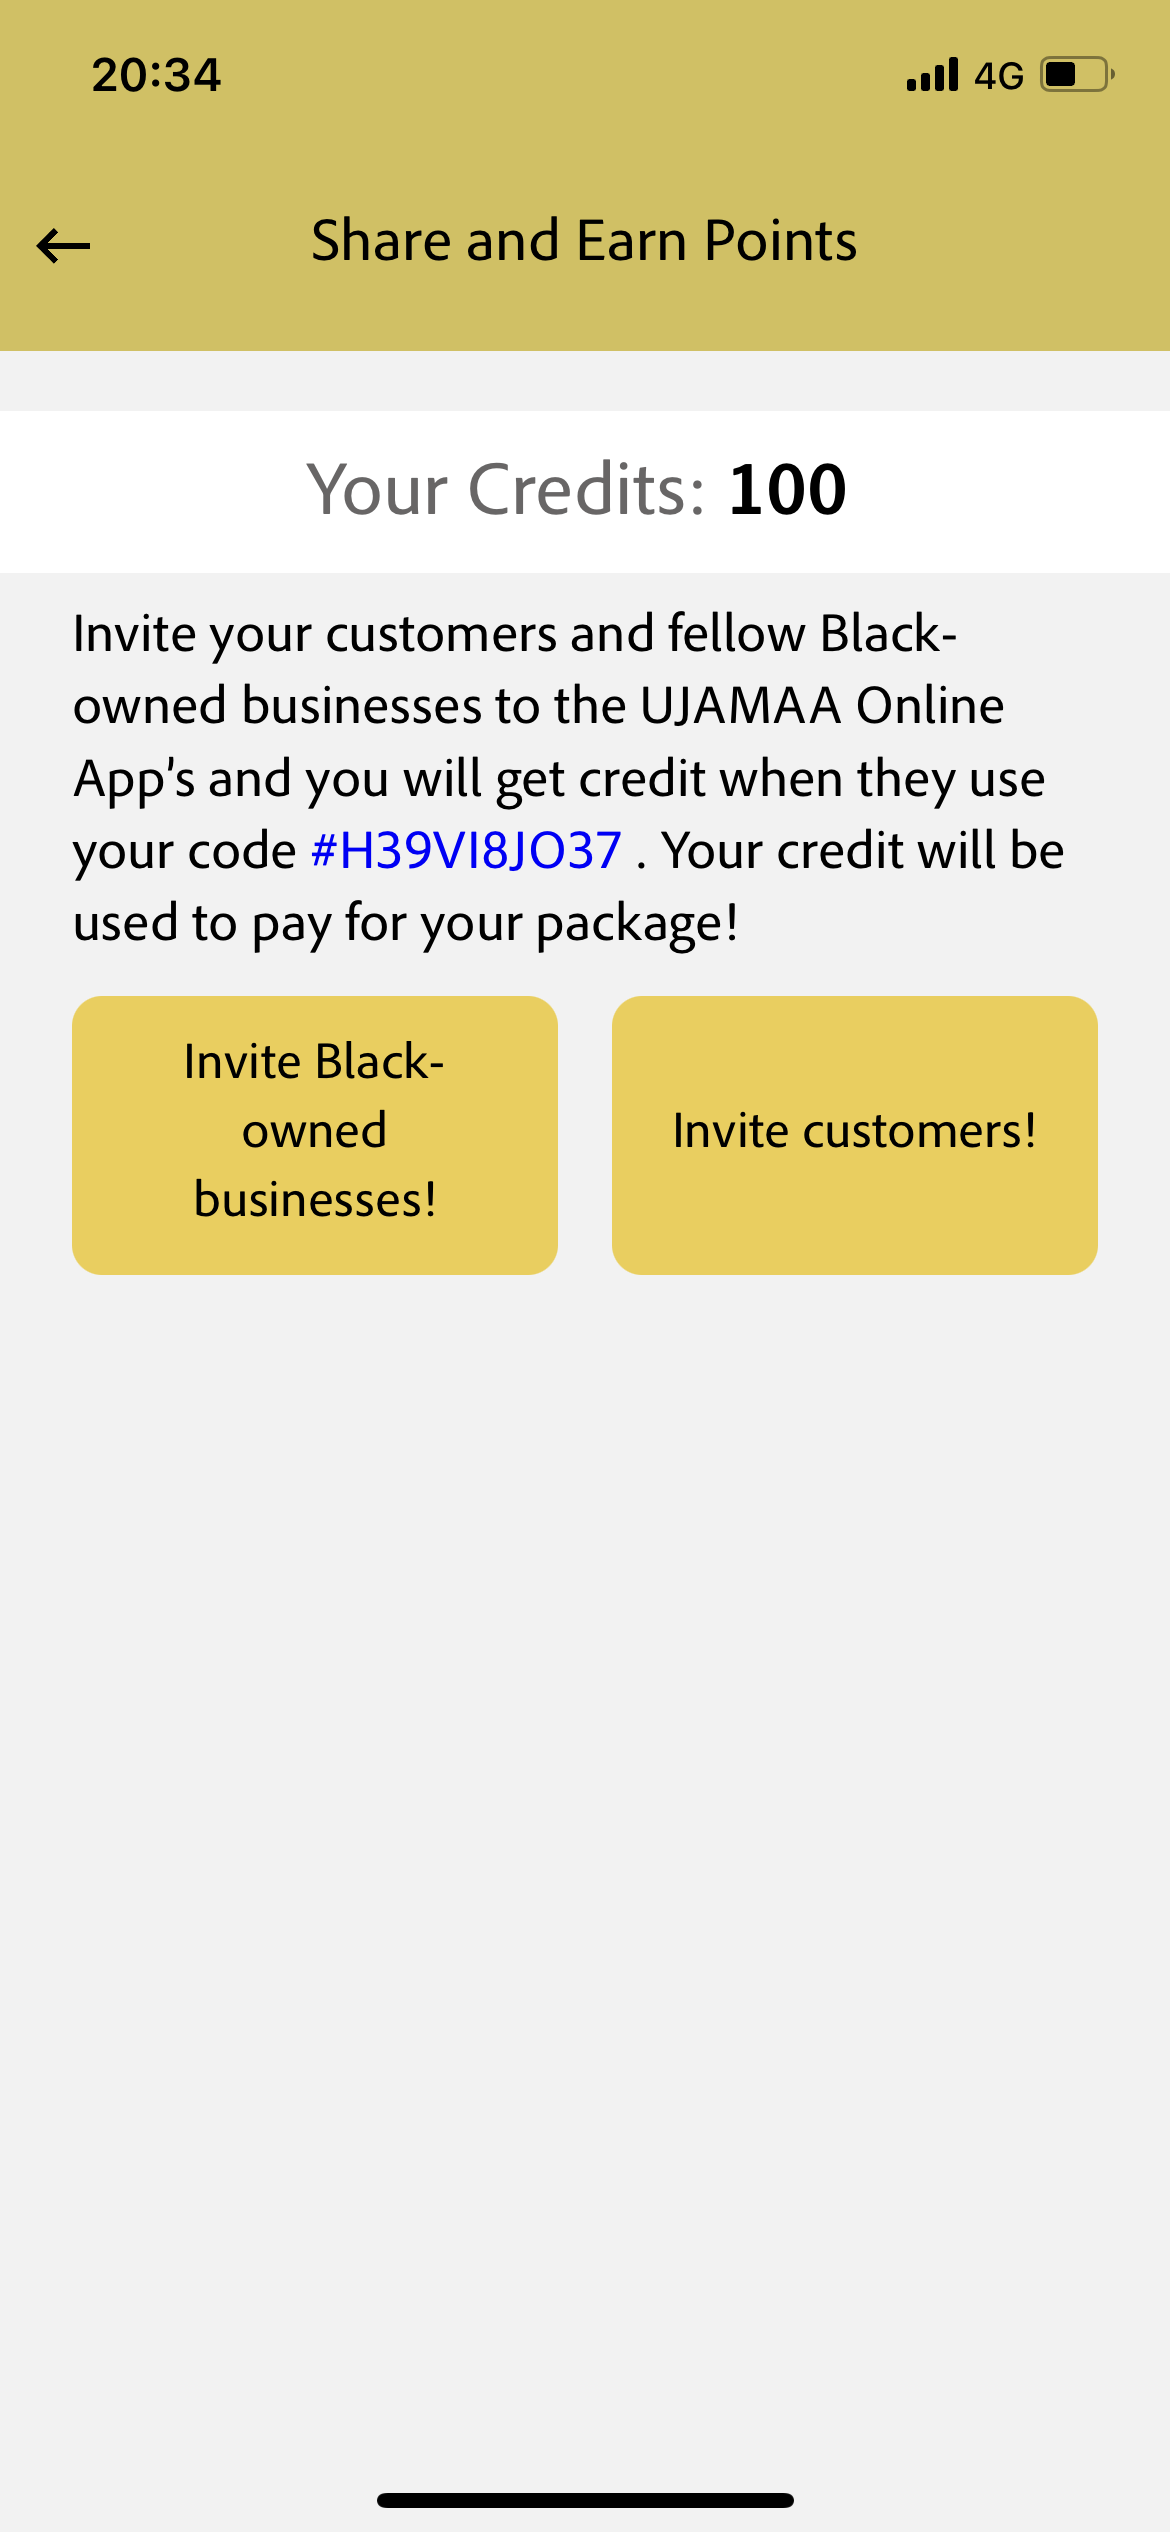 20:34
4G
Share and Earn Points
Your Credits: 100
Invite your customers and fellow Black-
owned businesses to the UJAMAA Online
App's and you will get credit when they use
your code #H39VI8JO37 . Your credit will be
used to pay for your package!
Invite Black-
owned
businesses!
Invite customers!